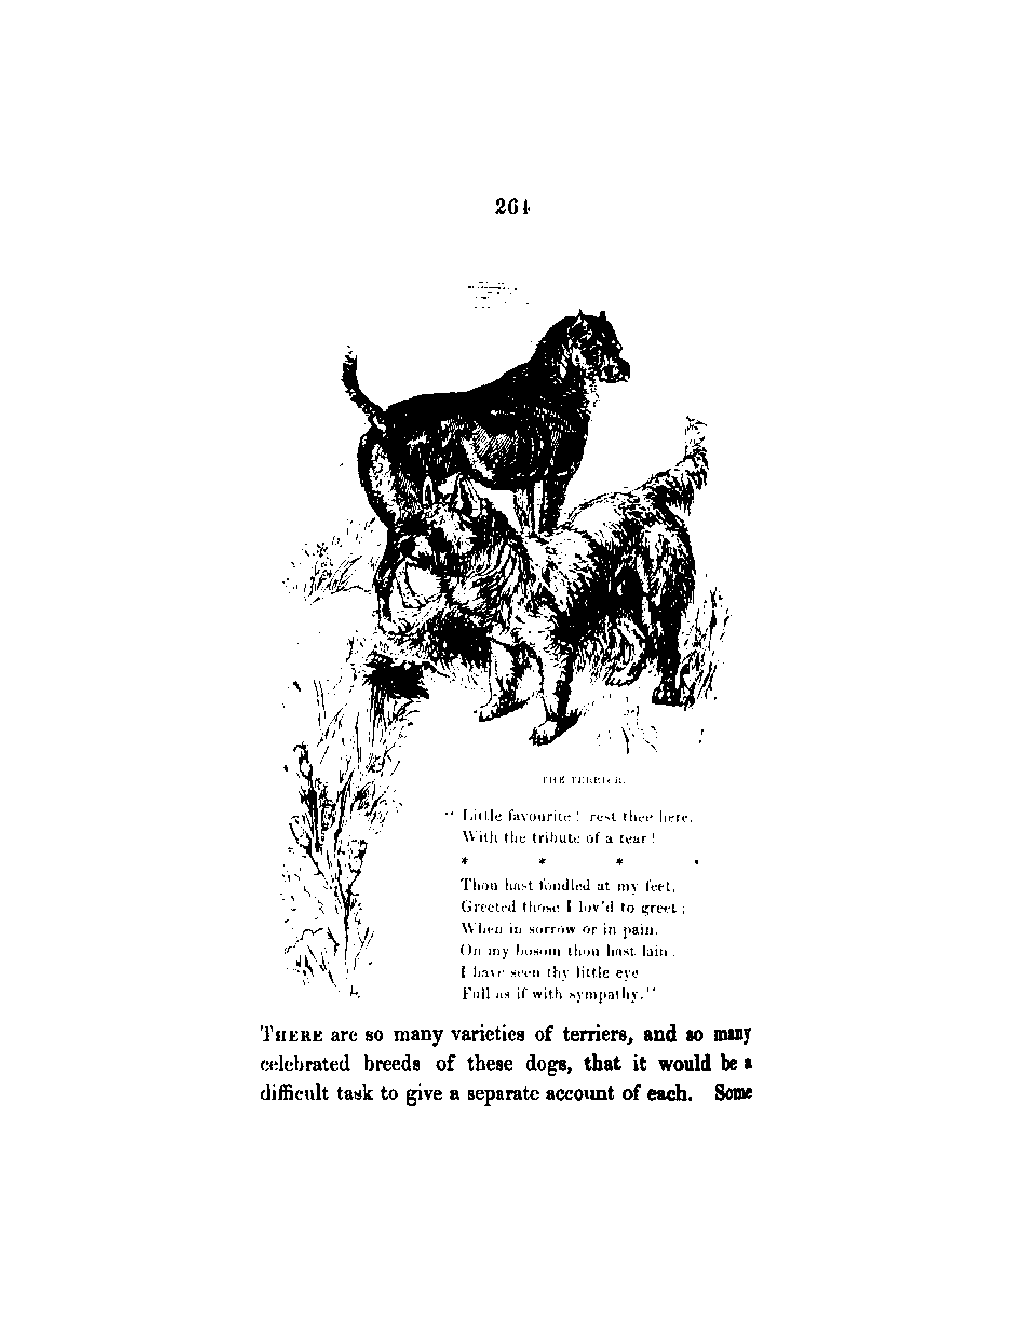 264
THE TERRIER.
" Little favourite! rest thee here,
With the tribute of a tear!
* * * *
Thou hast fondled at my feet,
Greeted those I lov'd to greet;
When in sorrow or in pain,
On my bosom thou hast lain.
I have seen thy little eye
Full as if with sympathy."
THERE are so many varieties of terriers, and so many
celebrated breeds of these dogs, that it would be a
difficult task to give a separate account of each. Some